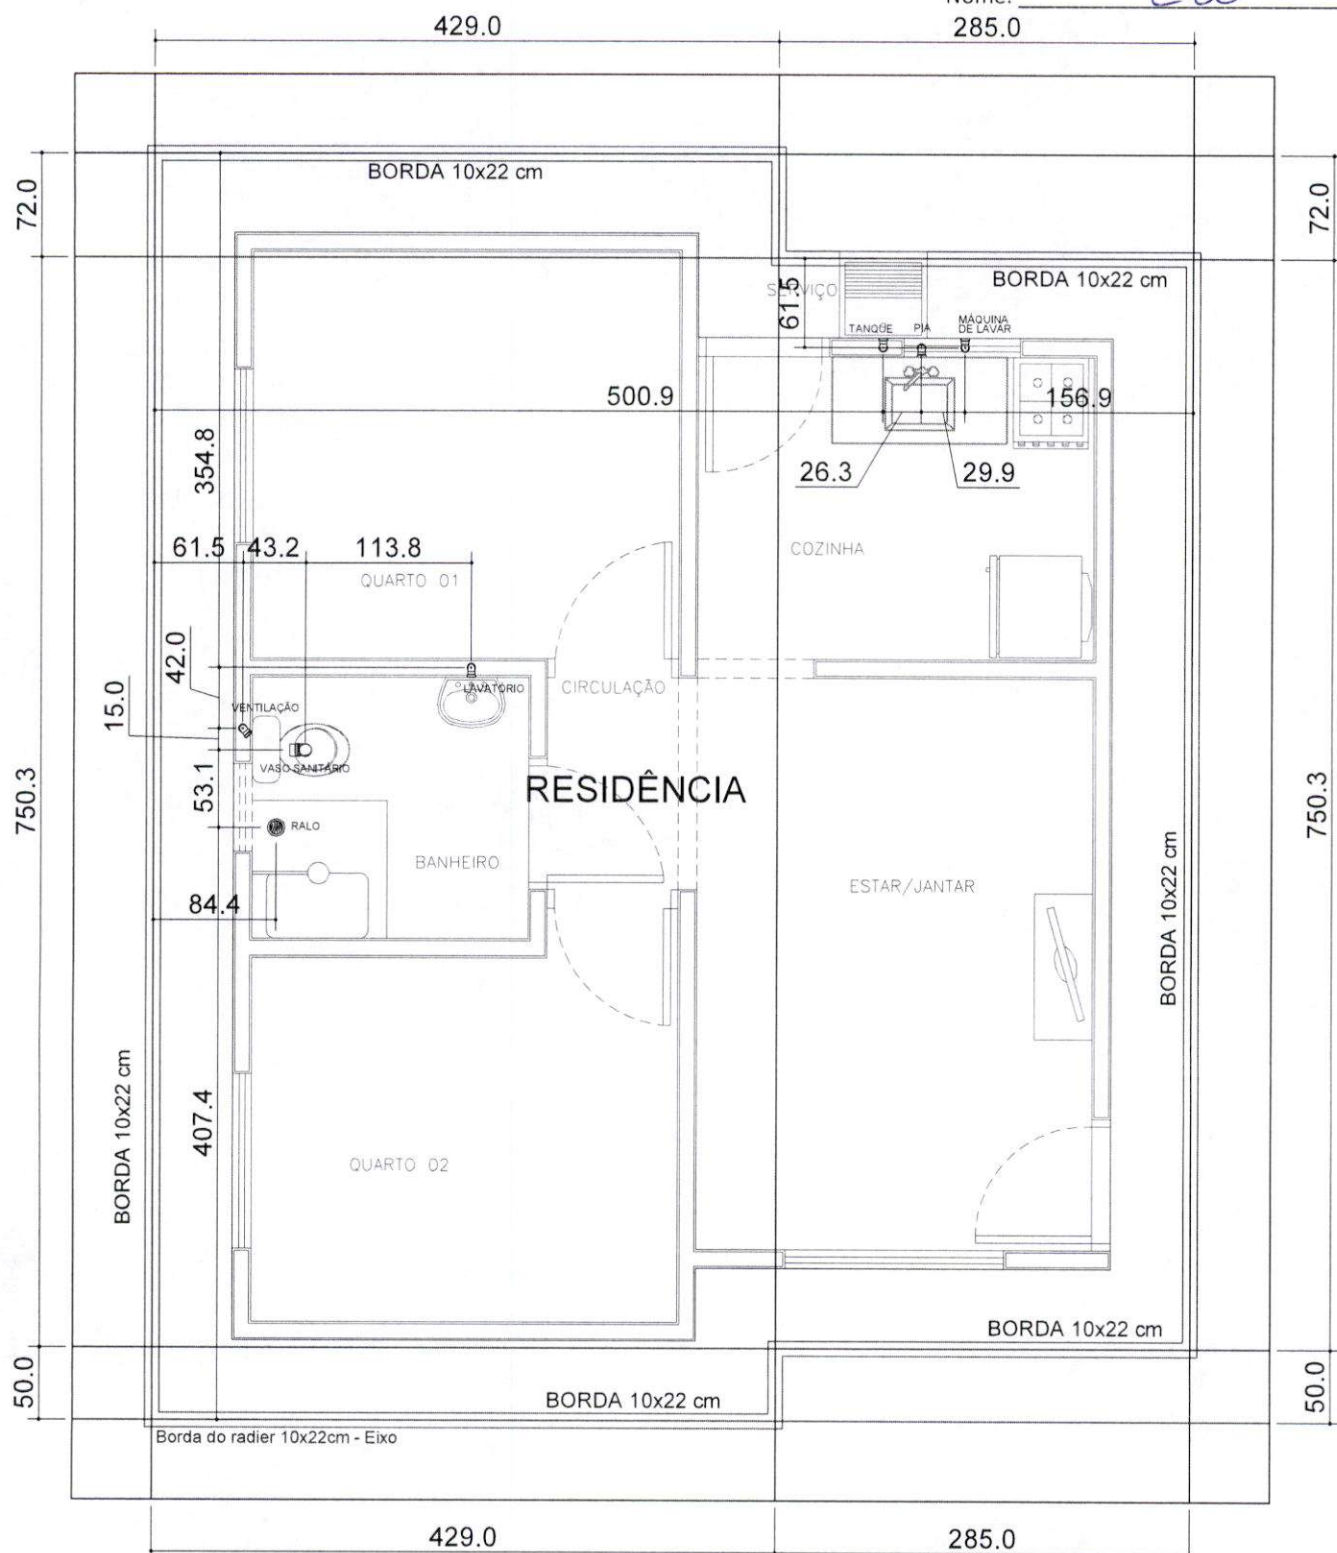 Nome:
429.0
285.0
BORDA 10x22 cm
72.0
72.0
BORDA 10x22 cm
SERVIÇO
61.5
TANQUE
PIA
MÁQUINA
DE LAVAR
500.9
156.9
354.8
26.3
29.9
61.5
43.2
113.8
COZINHA
QUARTO 01
42.0
15.0
LAVATÓRIO
CIRCULAÇÃO
VENTILAÇÃO
VASO SANITÁRIO
RESIDÊNCIA
53.1
750.3
750.3
RALO
BANHEIRO
ESTAR/JANTAR
84.4
BORDA 10x22 cm
BORDA 10x22 cm
407.4
QUARTO 02
BORDA 10x22 cm
50.0
50.0
BORDA 10x22 cm
Borda do radier 10x22cm - Eixo
429.0
285.0